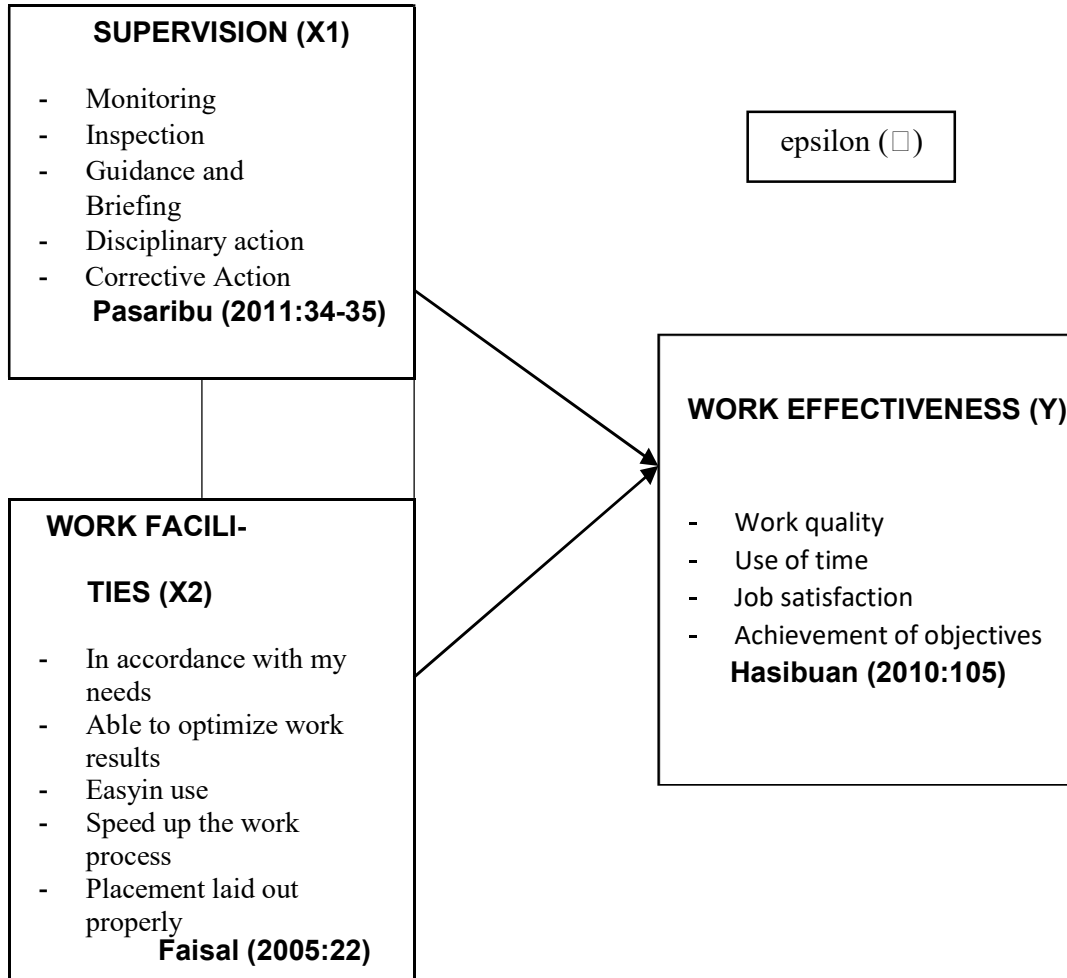 SUPERVISION (X1)
- Monitoring
- Inspection
- Guidance and
Briefing
- Disciplinary action
- Corrective Action
Pasaribu (2011:34-35)
epsilon (□)
WORK FACILI-
TIES (X2)
- In accordance with my
needs
- Able to optimize work
results
- Easyin use
- Speed up the work
process
- Placement laid out
properly
Faisal (2005:22)
WORK EFFECTIVENESS (Y)
- Work quality
- Use of time
- Job satisfaction
- Achievement of objectives
Hasibuan (2010:105)